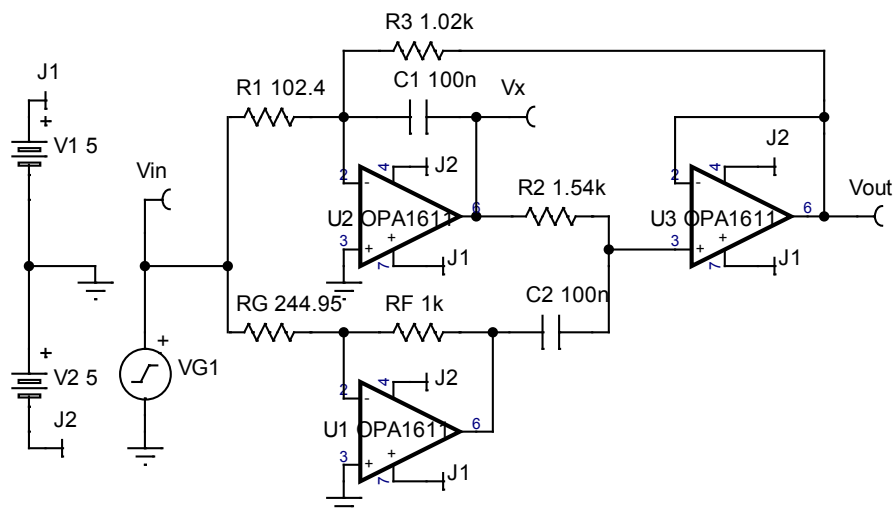 R3 1.02k
J1
R1 102.4
C1 100n
Vx
+
V1 5
J2
J2
Vin
2
-
4
2
-
4
R2 1.54k
6
U2 OPA1611
6
U3 OPA1611
Vout
3
+
+
7
J1
3
+
+
7
J1
RG 244.95
RF 1k
C2 100n
+
V2 5
+
VG1
J2
J2
2
-
4
U1 OPA1611
6
3
+
+
7
J1